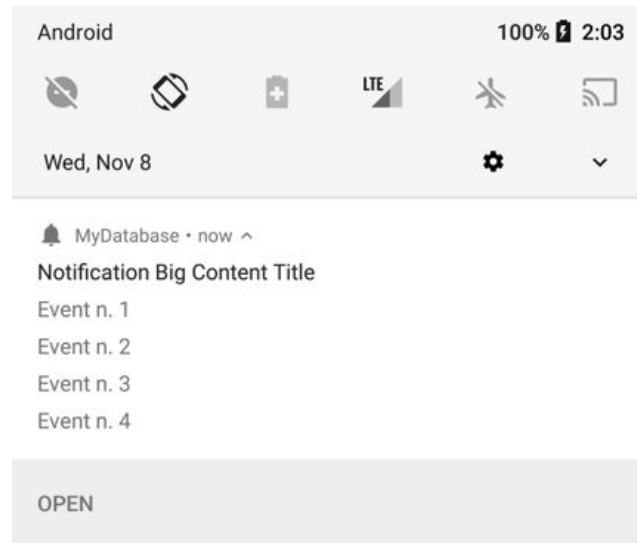 Android 100% 2:03
LTE
Wed, Nov 8
MyDatabase • now
Notification Big Content Title
Event n. 1
Event n. 2
Event n. 3
Event n. 4
OPEN